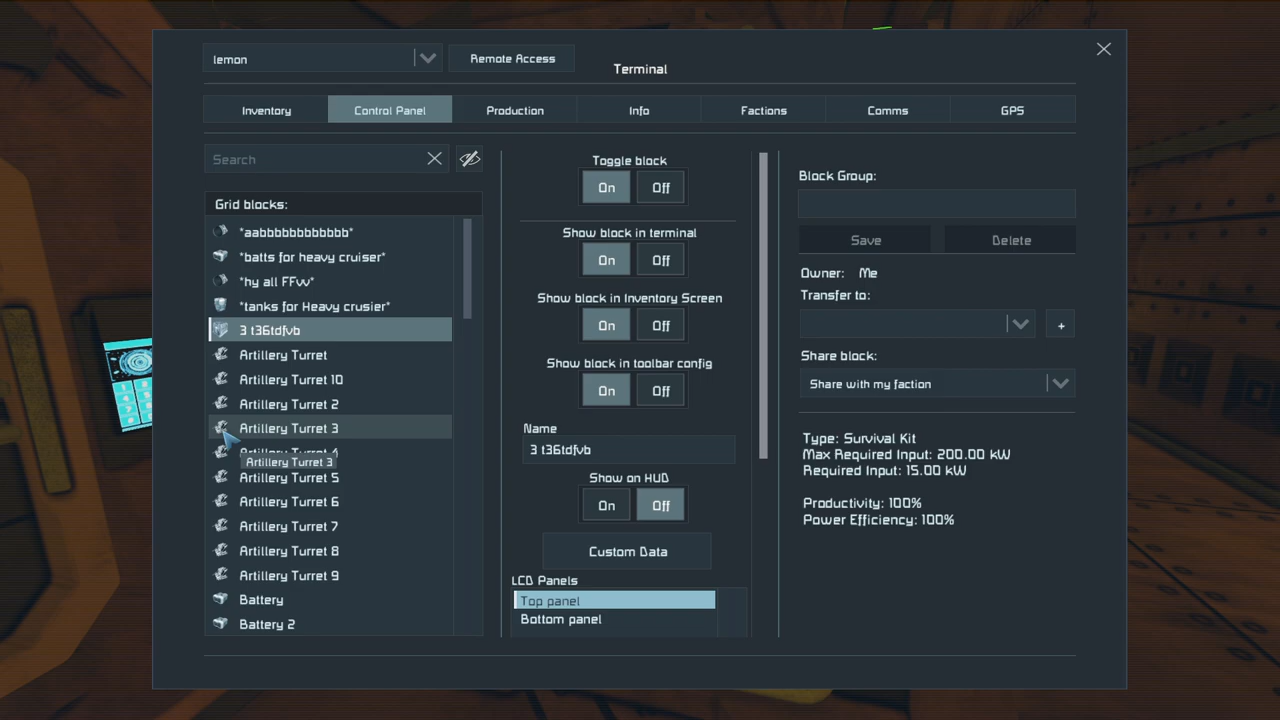 lemon
Remote Access
Terminal
Inventory
Control Panel
Production
Info
Factions
Comms
GPS
Search
Grid blocks:
*aabbbbbbbbbbbb*
*batts for heavy cruiser*
*hy all FFvv*
*tanks for Heavy crusier*
3 t36tdfvb
Artillery Turret
Artillery Turret 10
Artillery Turret 2
Artillery Turret 3
Artillery Turret 4
Artillery Turret 3
Artillery Turret 5
Artillery Turret 6
Artillery Turret 7
Artillery Turret 8
Artillery Turret 9
Battery
Battery 2
Toggle block
On Off
Show block in terminal
On Off
Show block in Inventory Screen
On Off
Show block in toolbar config
On Off
Name
3 t36tdfvb
Show on HUD
On Off
Custom Data
LCD Panels
Top panel
Bottom panel
Block Group:
Save
Delete
Owner: Me
Transfer to:
+
Share block:
Share with my faction
Type: Survival Kit
Max Required Input: 200.00 kW
Required Input: 15.00 kW
Productivity: 100%
Power Efficiency: 100%